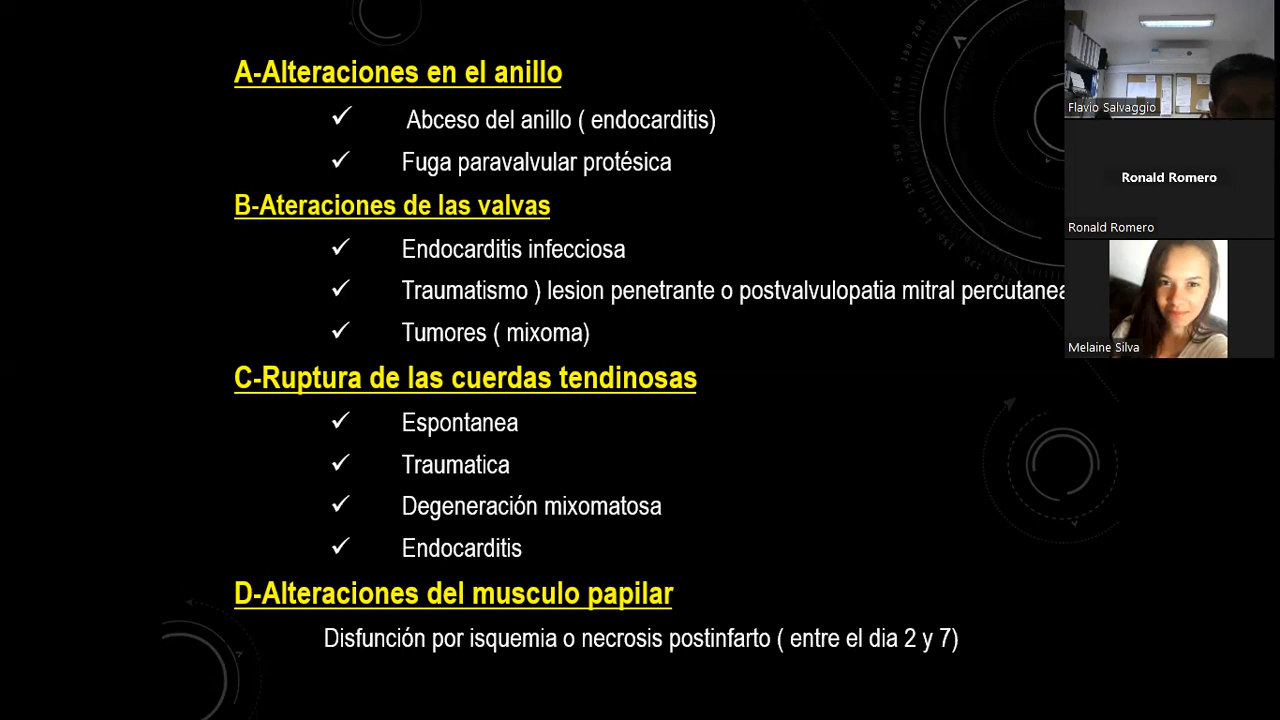 A-Alteraciones en el anillo
✓ Abceso del anillo ( endocarditis)
✓ Fuga paravalvular protésica
B-Ateraciones de las valvas
✓ Endocarditis infecciosa
✓ Traumatismo ) lesion penetrante o postvalvulopatia mitral percutanea
✓ Tumores ( mixoma)
C-Ruptura de las cuerdas tendinosas
✓ Espontanea
✓ Traumatica
✓ Degeneración mixomatosa
✓ Endocarditis
D-Alteraciones del musculo papilar
Disfunción por isquemia o necrosis postinfarto ( entre el dia 2 y 7)
Flavio Salvaggio
Ronald Romero
Ronald Romero
Melaine Silva